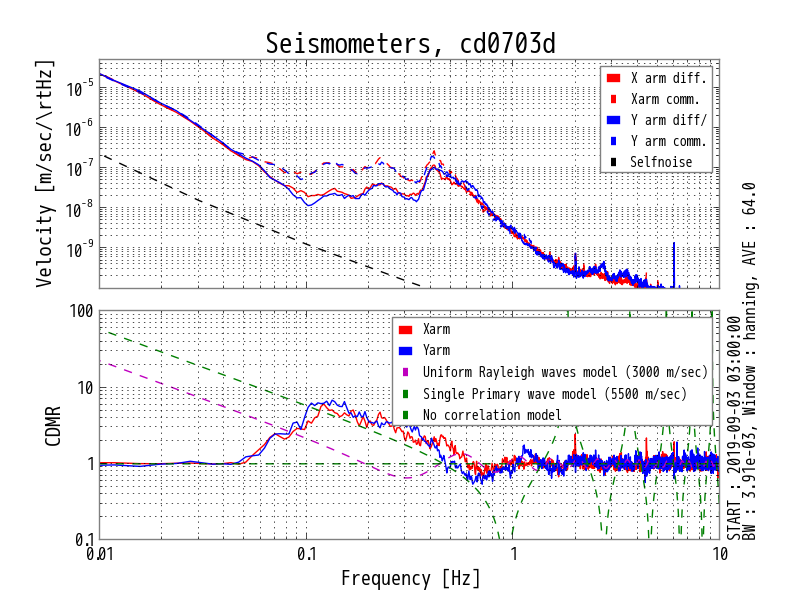 Seismometers, cd0703d
Velocity [m/sec/\rtHz]
10^-5
10^-6
10^-7
10^-8
10^-9
X arm diff.
Xarm comm.
Y arm diff/
Y arm comm.
Selfnoise
CDMR
100
10
1
0.1
Xarm
Yarm
Uniform Rayleigh waves model (3000 m/sec)
Single Primary wave model (5500 m/sec)
No correlation model
0.01
0.1
1
10
Frequency [Hz]
START : 2019-09-03 03:00:00
BW : 3.91e-03, Window : hanning, AVE : 64.0